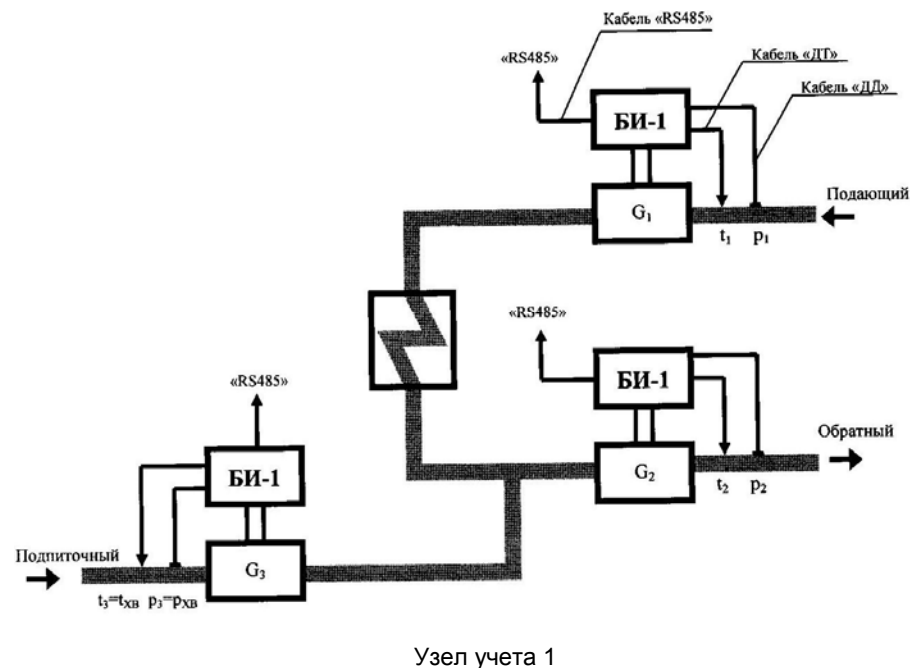 Кабель «RS485»
«RS485»
Кабель «ДТ»
Кабель «ДД»
БИ-1
Подающий
G₁
t₁ p₁
«RS485»
БИ-1
«RS485»
Обратный
G₂
БИ-1
t₂ p₂
Подпиточный
G₃
t₃=tХВ p₃=pХВ
Узел учета 1